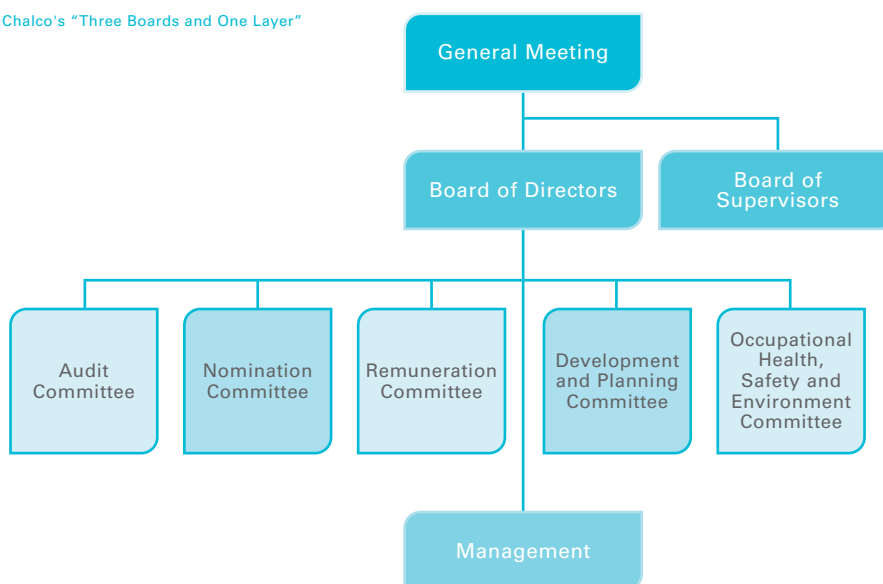 Chalco's “Three Boards and One Layer”
General Meeting
Board of Directors
Board of
Supervisors
Audit
Committee
Nomination
Committee
Remuneration
Committee
Development
and Planning
Committee
Occupational
Health,
Safety and
Environment
Committee
Management